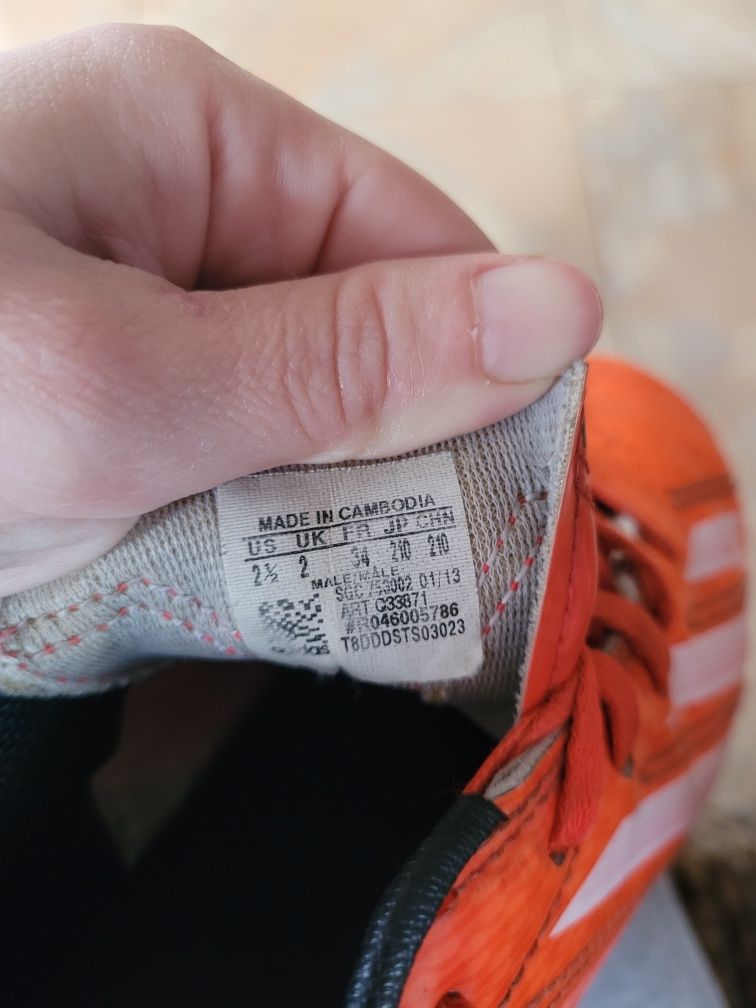 MADE IN CAMBODIA
US UK FR JP CHN
2½ 2 34 210 210
MALE/MALE
SGC 753002 01/13
ART G33871
#R046005786
T8DDDSTS03023